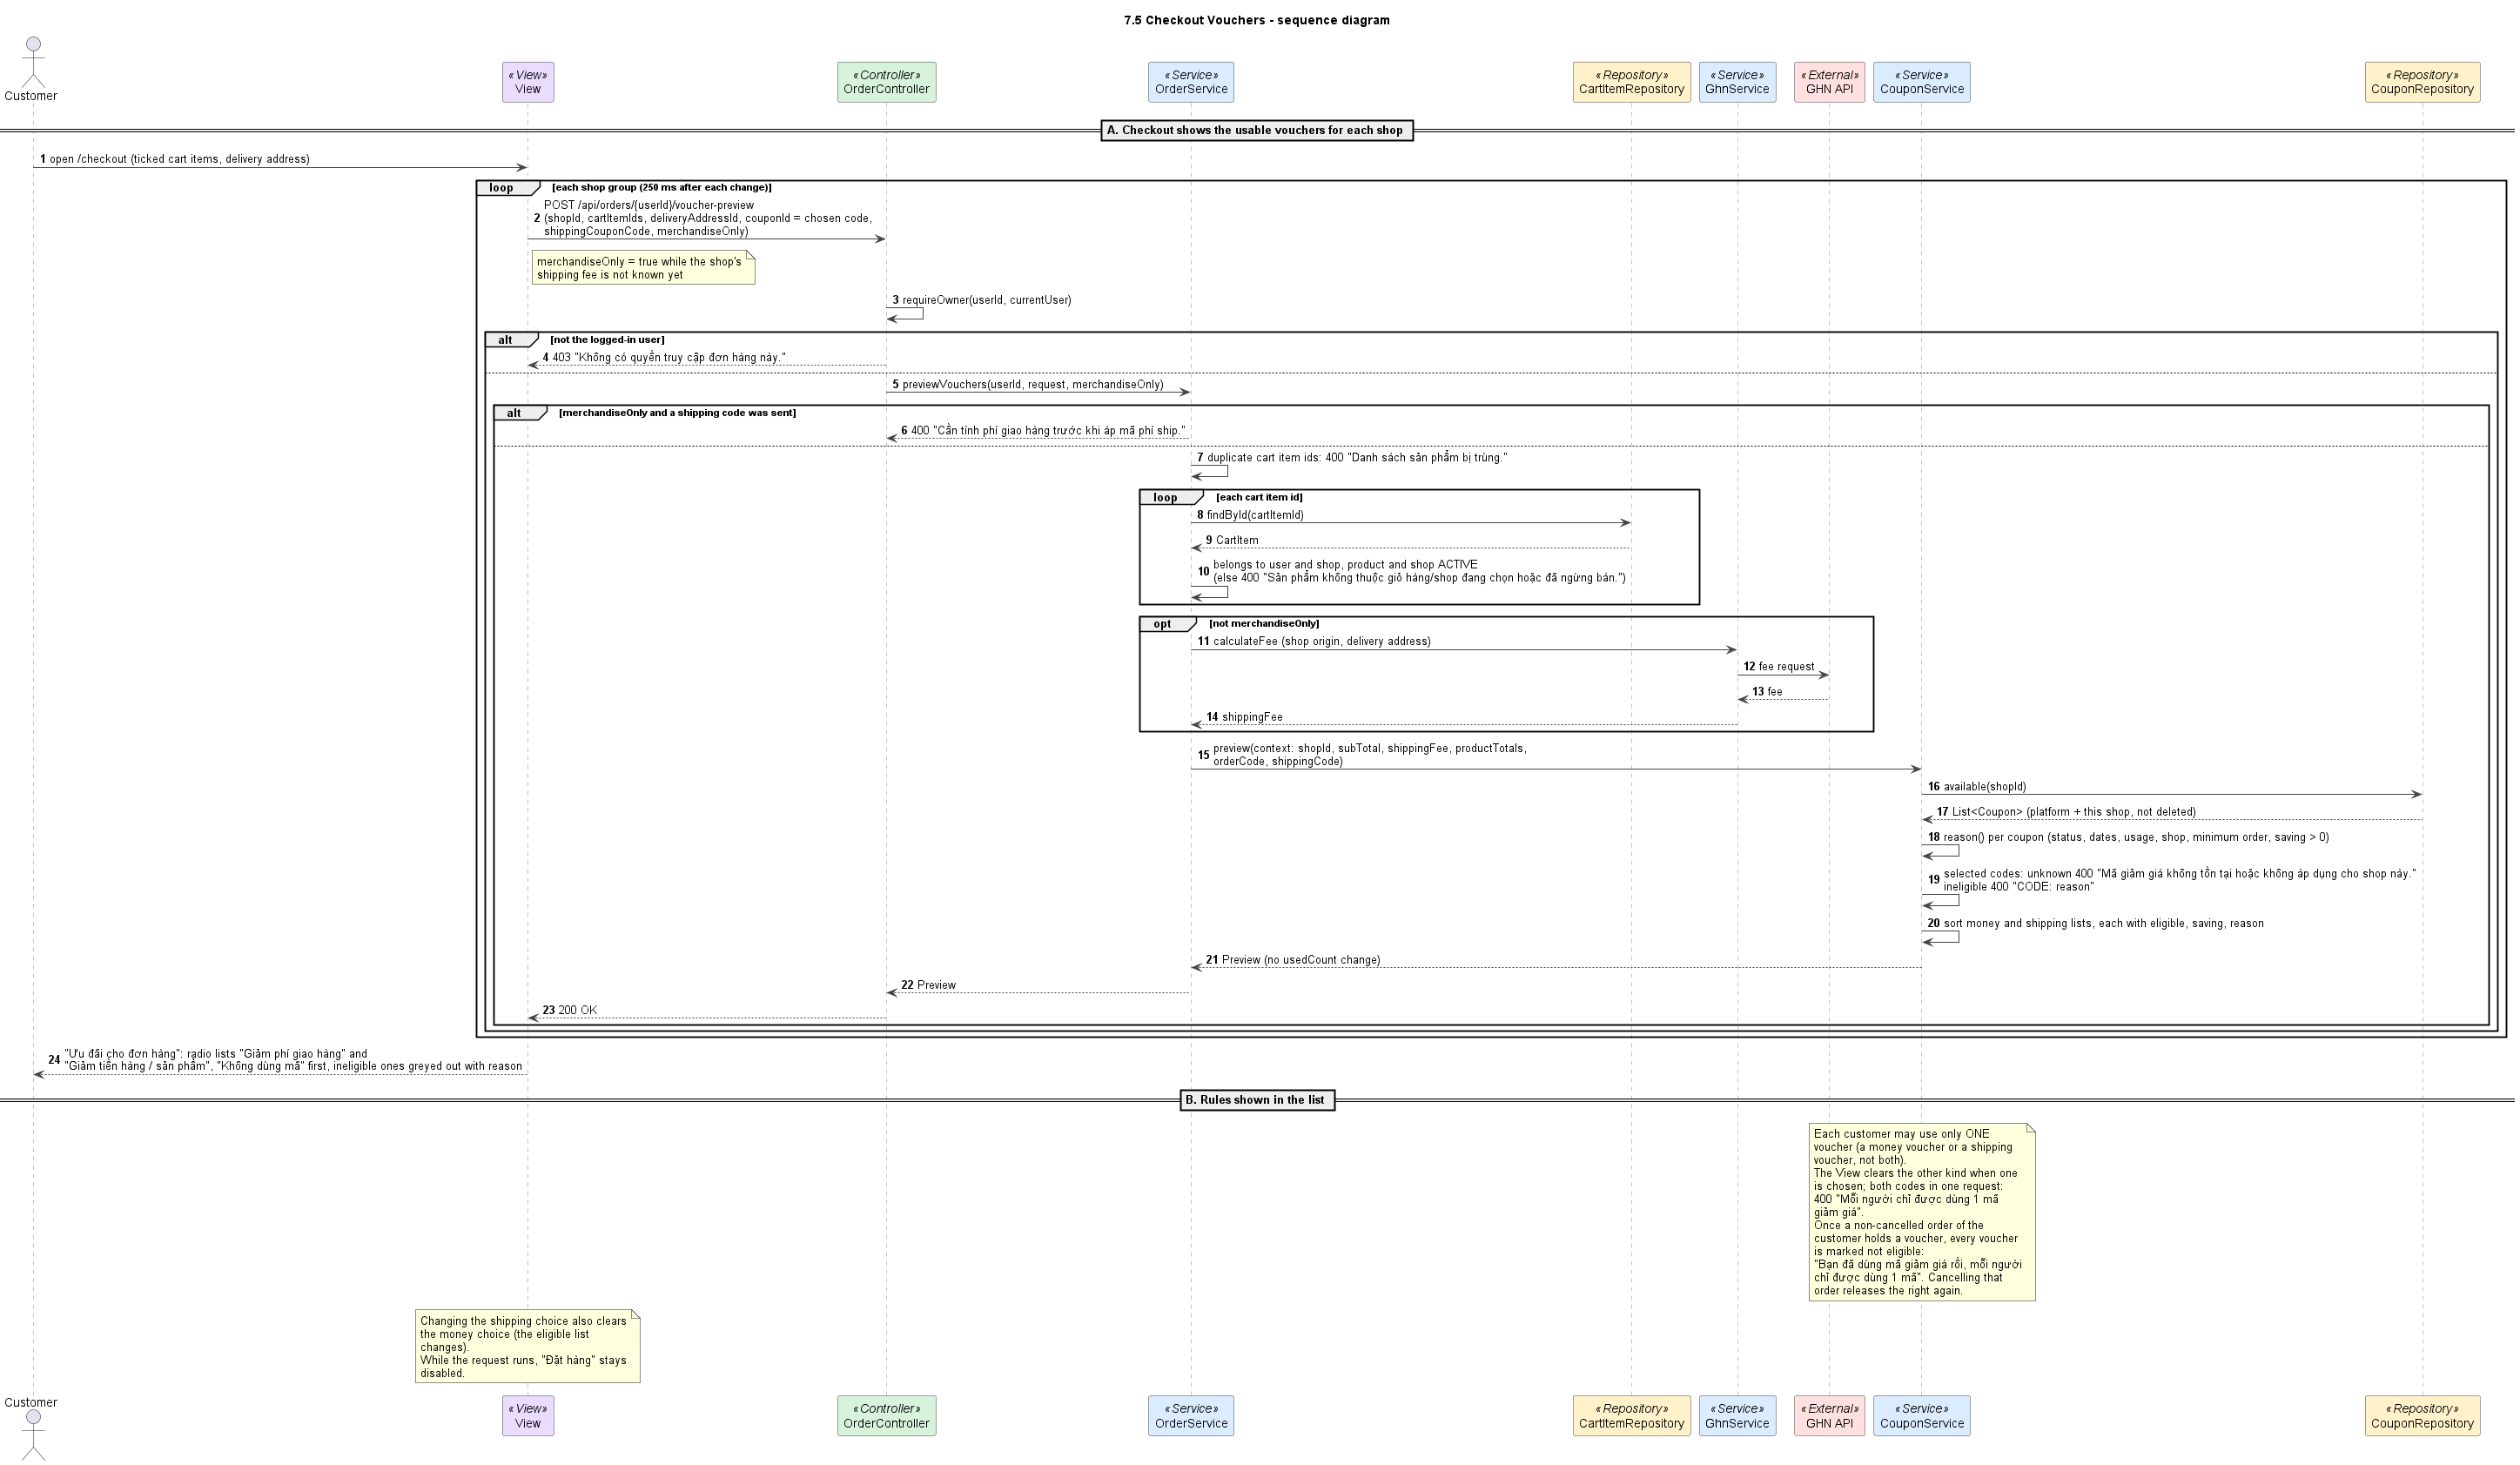 7.5 Checkout Vouchers - sequence diagram
Customer
«View»
View
«Controller»
OrderController
«Service»
OrderService
«Repository»
CartItemRepository
«Service»
GhnService
«External»
GHN API
«Service»
CouponService
«Repository»
CouponRepository
A. Checkout shows the usable vouchers for each shop
1 open /checkout (ticked cart items, delivery address)
loop [each shop group (250 ms after each change)]
POST /api/orders/{userId}/voucher-preview
2 (shopId, cartItemIds, deliveryAddressId, couponId = chosen code,
shippingCouponCode, merchandiseOnly)
merchandiseOnly = true while the shop's
shipping fee is not known yet
3 requireOwner(userId, currentUser)
alt [not the logged-in user]
4 403 "Không có quyền truy cập đơn hàng này."
5 previewVouchers(userId, request, merchandiseOnly)
alt [merchandiseOnly and a shipping code was sent]
6 400 "Cần tính phí giao hàng trước khi áp mã phí ship."
7 duplicate cart item ids: 400 "Danh sách sản phẩm bị trùng."
loop [each cart item id]
8 findById(cartItemId)
9 CartItem
10 belongs to user and shop, product and shop ACTIVE
(else 400 "Sản phẩm không thuộc giỏ hàng/shop đang chọn hoặc đã ngừng bán.")
opt [not merchandiseOnly]
11 calculateFee (shop origin, delivery address)
12 fee request
13 fee
14 shippingFee
15 preview(context: shopId, subTotal, shippingFee, productTotals,
orderCode, shippingCode)
16 available(shopId)
17 List<Coupon> (platform + this shop, not deleted)
18 reason() per coupon (status, dates, usage, shop, minimum order, saving > 0)
19 selected codes: unknown 400 "Mã giảm giá không tồn tại hoặc không áp dụng cho shop này."
ineligible 400 "CODE: reason"
20 sort money and shipping lists, each with eligible, saving, reason
21 Preview (no usedCount change)
22 Preview
23 200 OK
24 "Ưu đãi cho đơn hàng": radio lists "Giảm phí giao hàng" and
"Giảm tiền hàng / sản phẩm", "Không dùng mã" first, ineligible ones greyed out with reason
B. Rules shown in the list
Each customer may use only ONE
voucher (a money voucher or a shipping
voucher, not both).
The View clears the other kind when one
is chosen; both codes in one request:
400 "Mỗi người chỉ được dùng 1 mã
giảm giá".
Once a non-cancelled order of the
customer holds a voucher, every voucher
is marked not eligible:
"Bạn đã dùng mã giảm giá rồi, mỗi người
chỉ được dùng 1 mã". Cancelling that
order releases the right again.
Changing the shipping choice also clears
the money choice (the eligible list
changes).
While the request runs, "Đặt hàng" stays
disabled.
Customer
«View»
View
«Controller»
OrderController
«Service»
OrderService
«Repository»
CartItemRepository
«Service»
GhnService
«External»
GHN API
«Service»
CouponService
«Repository»
CouponRepository